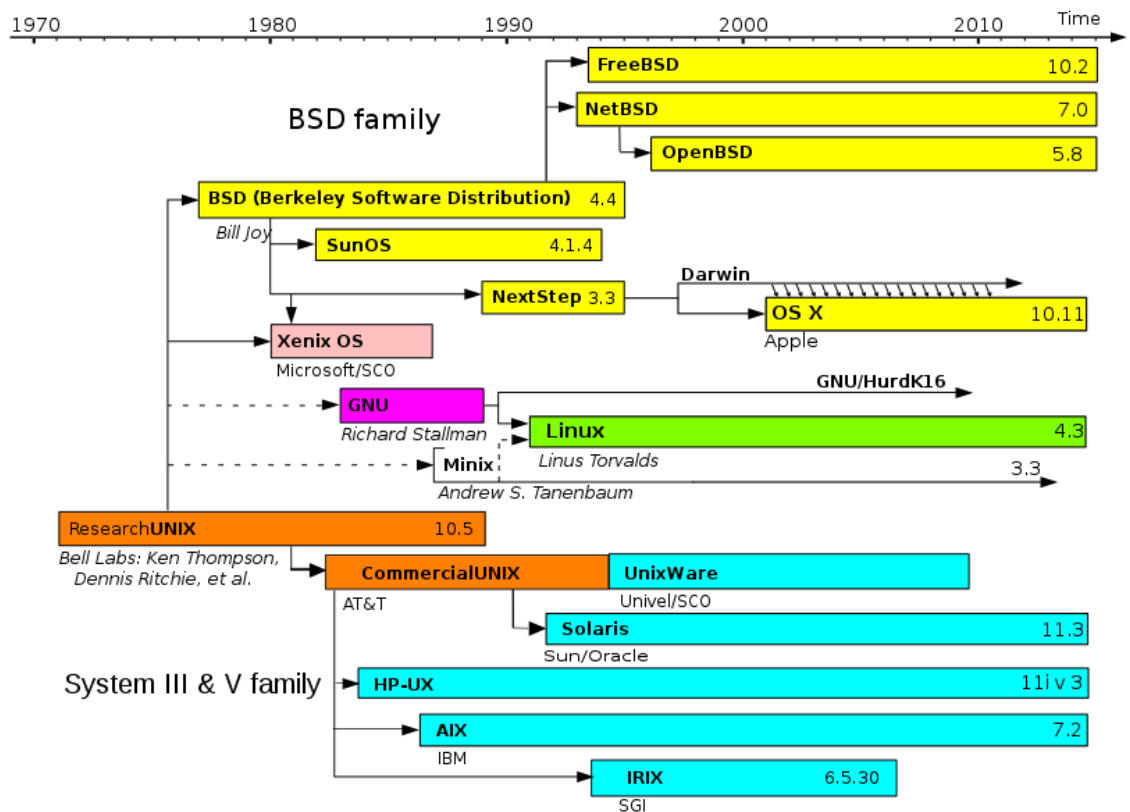 1970 1980 1990 2000 2010 Time
FreeBSD 10.2
BSD family
NetBSD 7.0
OpenBSD 5.8
BSD (Berkeley Software Distribution) 4.4
Bill Joy
SunOS 4.1.4
Darwin
NextStep 3.3
OS X 10.11
Apple
Xenix OS
Microsoft/SCO
GNU/HurdK16
GNU
Richard Stallman
Linux 4.3
Linus Torvalds
Minix 3.3
Andrew S. Tanenbaum
ResearchUNIX 10.5
Bell Labs: Ken Thompson,
Dennis Ritchie, et al.
CommercialUNIX UnixWare
AT&T Univel/SCO
Solaris 11.3
Sun/Oracle
System III & V family
HP-UX 11i v 3
AIX 7.2
IBM
IRIX 6.5.30
SGI